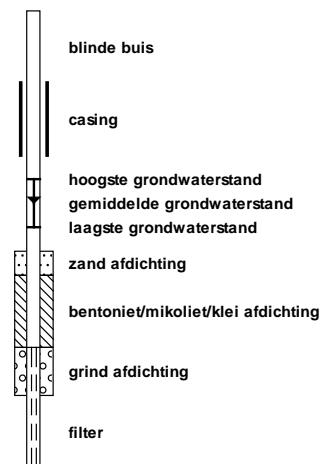 blinde buis
casing
hoogste grondwaterstand
gemiddelde grondwaterstand
laagste grondwaterstand
zand afdichting
bentoniet/mikoliet/klei afdichting
grind afdichting
filter